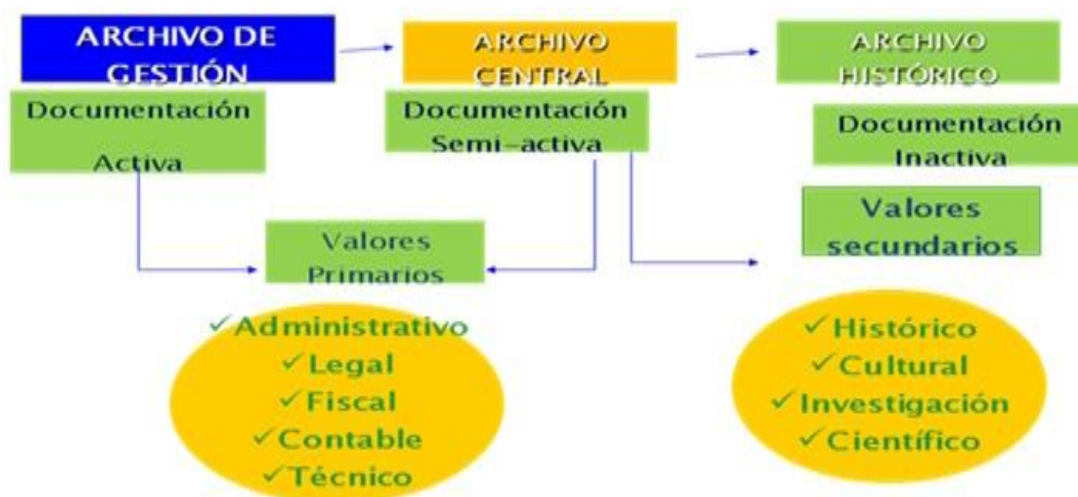 ARCHIVO DE
GESTIÓN
ARCHIVO
CENTRAL
ARCHIVO
HISTÓRICO
Documentación
Activa
Documentación
Semi-activa
Documentación
Inactiva
Valores
Primarios
Valores
secundarios
✓Administrativo
✓Legal
✓Fiscal
✓Contable
✓Técnico
✓Histórico
✓Cultural
✓Investigación
✓Científico